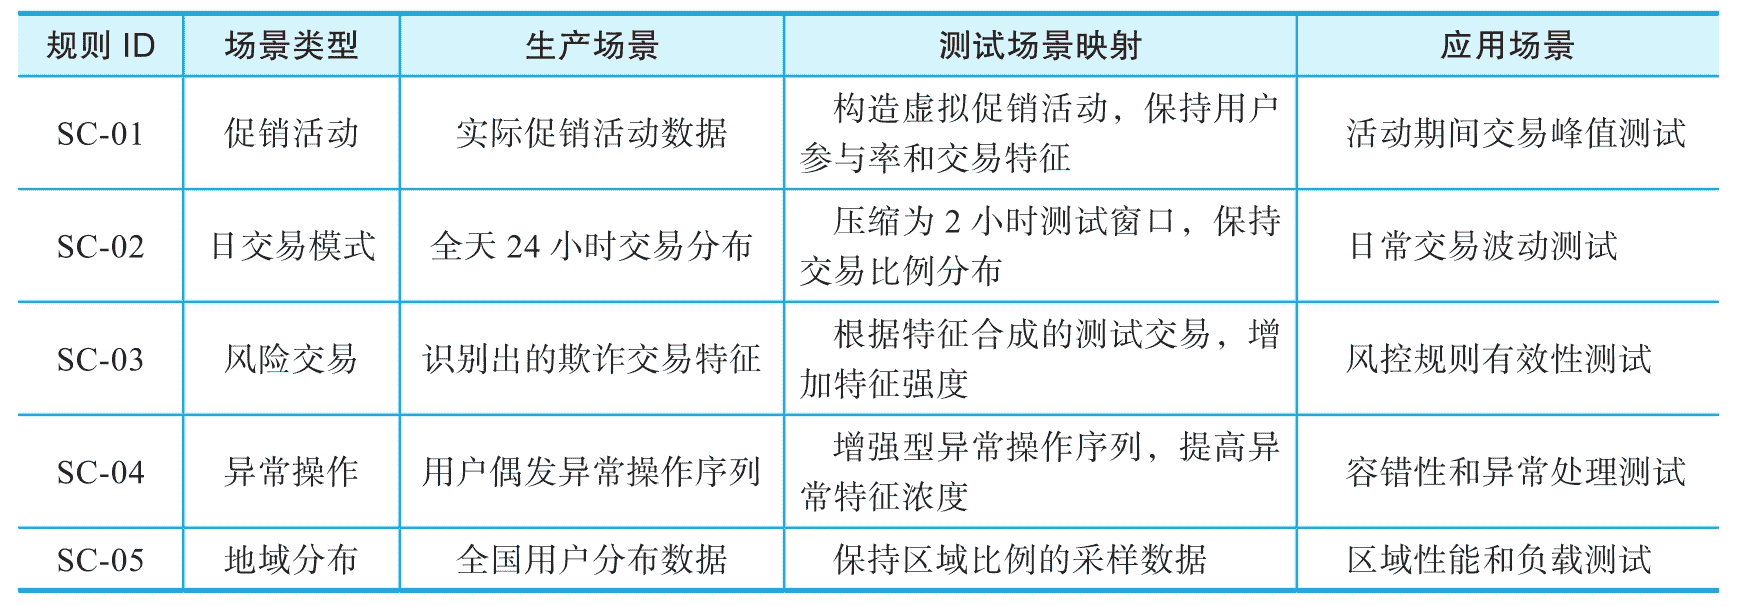 规则 ID 场景类型 生产场景 测试场景映射 应用场景
SC-01 促销活动 实际促销活动数据 构造虚拟促销活动，保持用户
参与率和交易特征 活动期间交易峰值测试
SC-02 日交易模式 全天 24 小时交易分布 压缩为 2 小时测试窗口，保持
交易比例分布 日常交易波动测试
SC-03 风险交易 识别出的欺诈交易特征 根据特征合成的测试交易，增
加特征强度 风控规则有效性测试
SC-04 异常操作 用户偶发异常操作序列 增强型异常操作序列，提高异
常特征浓度 容错性和异常处理测试
SC-05 地域分布 全国用户分布数据 保持区域比例的采样数据 区域性能和负载测试